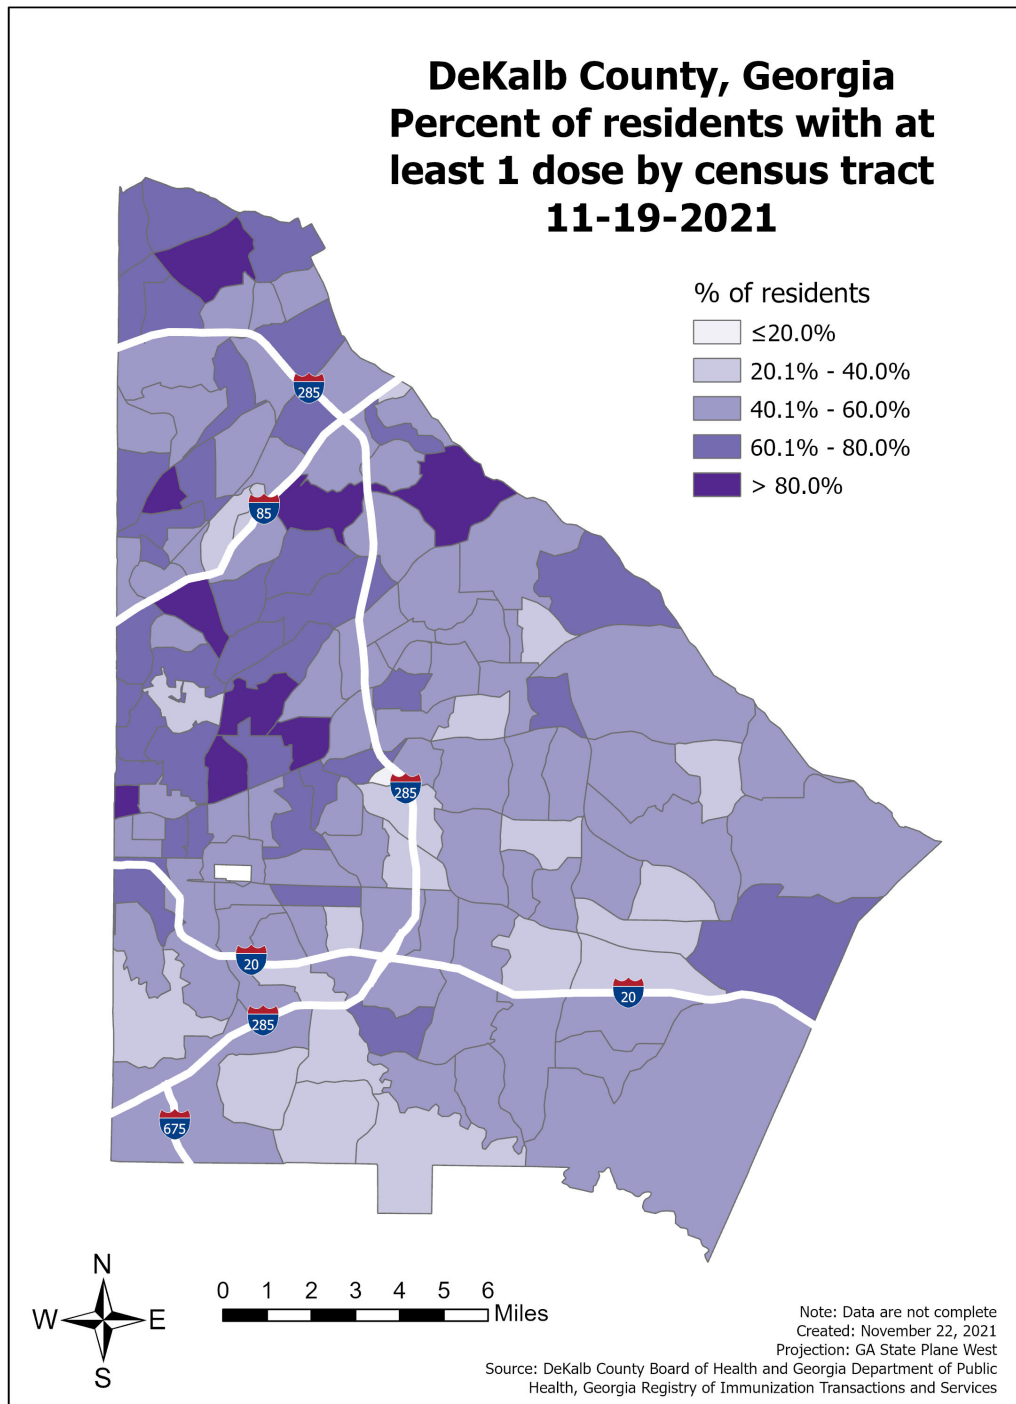 DeKalb County, Georgia
Percent of residents with at
least 1 dose by census tract
11-19-2021
% of residents
≤20.0%
20.1% - 40.0%
40.1% - 60.0%
60.1% - 80.0%
> 80.0%
285
85
285
20
20
285
675
N
W E
S
0 1 2 3 4 5 6
Miles
Note: Data are not complete
Created: November 22, 2021
Projection: GA State Plane West
Source: DeKalb County Board of Health and Georgia Department of Public
Health, Georgia Registry of Immunization Transactions and Services